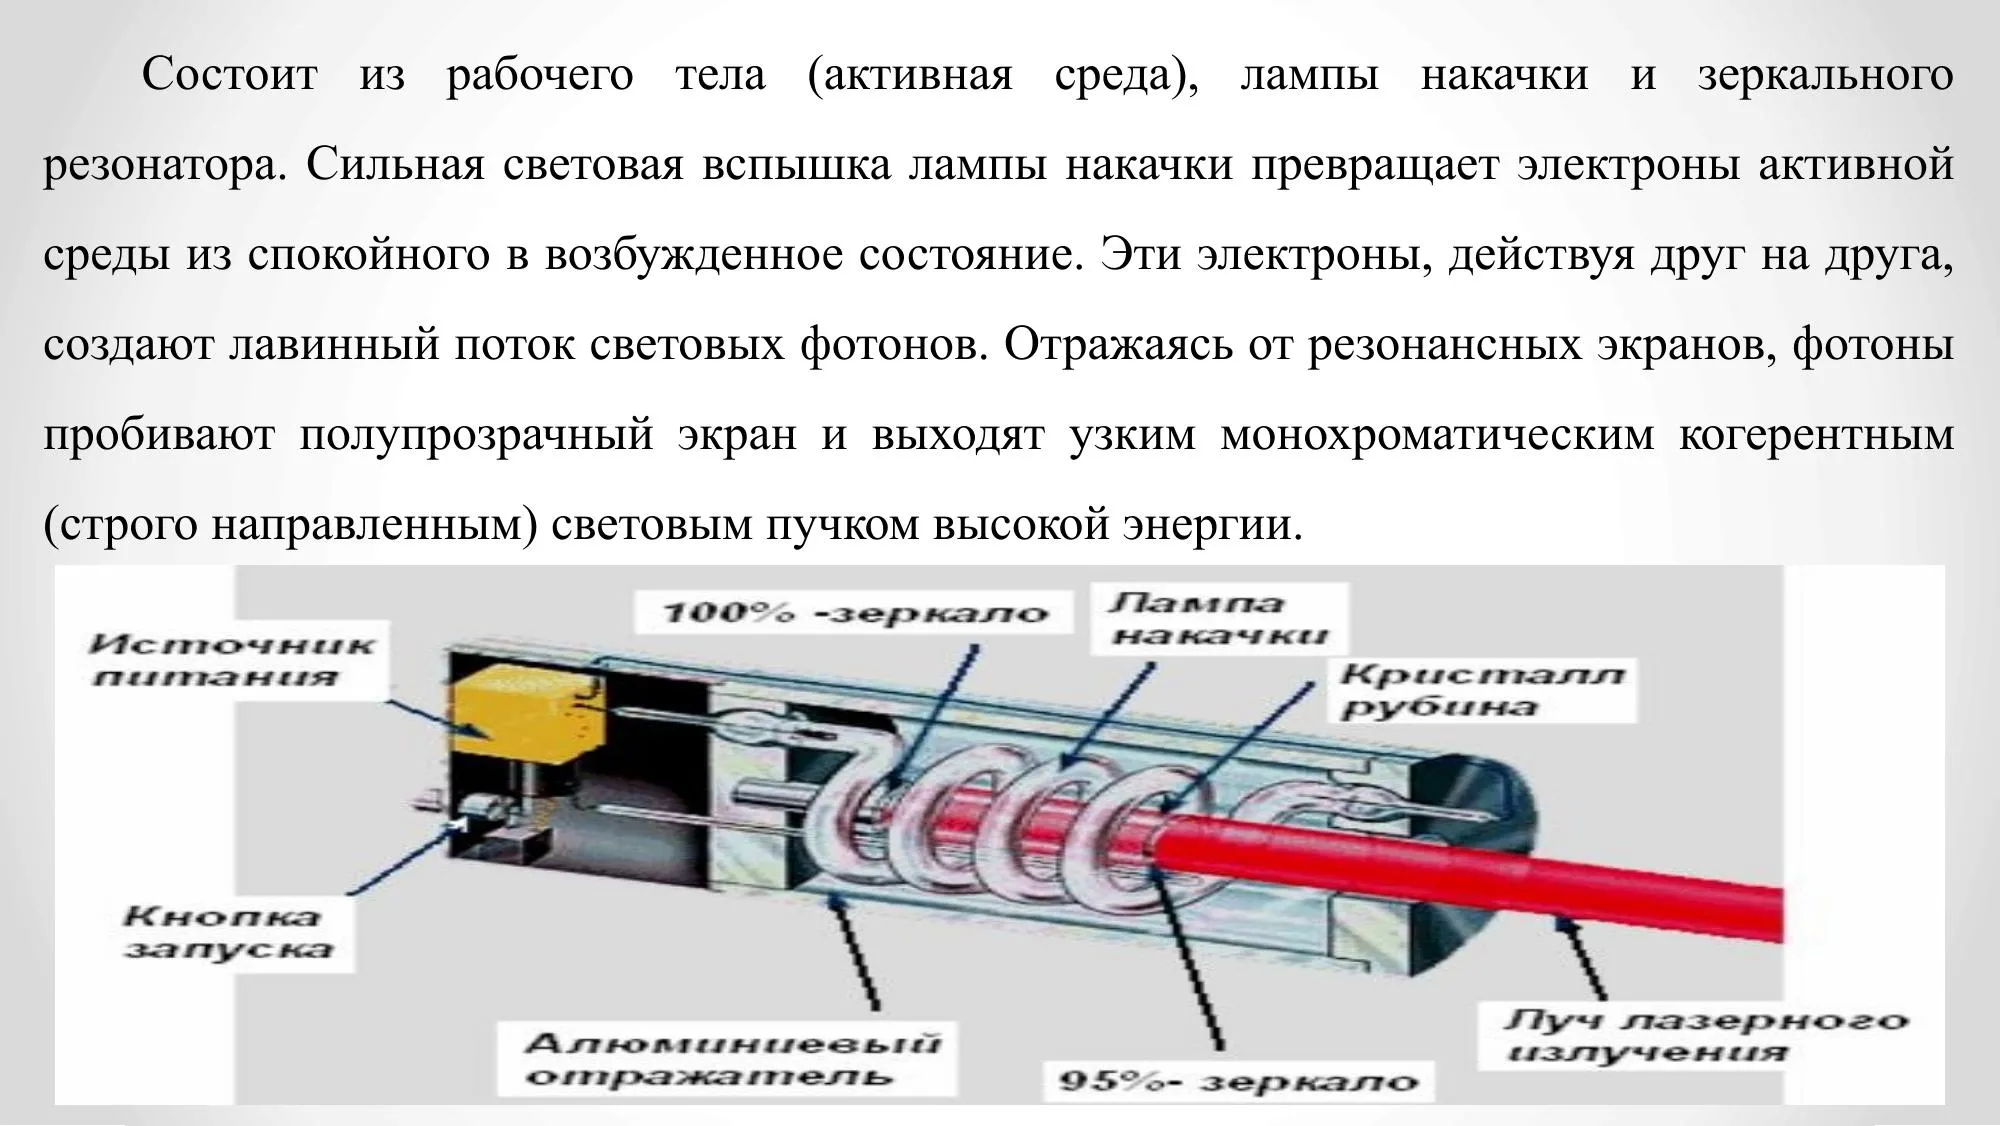 Состоит из рабочего тела (активная среда), лампы накачки и зеркального
резонатора. Сильная световая вспышка лампы накачки превращает электроны активной
среды из спокойного в возбужденное состояние. Эти электроны, действуя друг на друга,
создают лавинный поток световых фотонов. Отражаясь от резонансных экранов, фотоны
пробивают полупрозрачный экран и выходят узким монохроматическим когерентным
(строго направленным) световым пучком высокой энергии.
100% -зеркало
Лампа
накачки
Источник
питания
Кристалл
рубина
Кнопка
запуска
Алюминиевый
отражатель
95%- зеркало
Луч лазерного
излучения